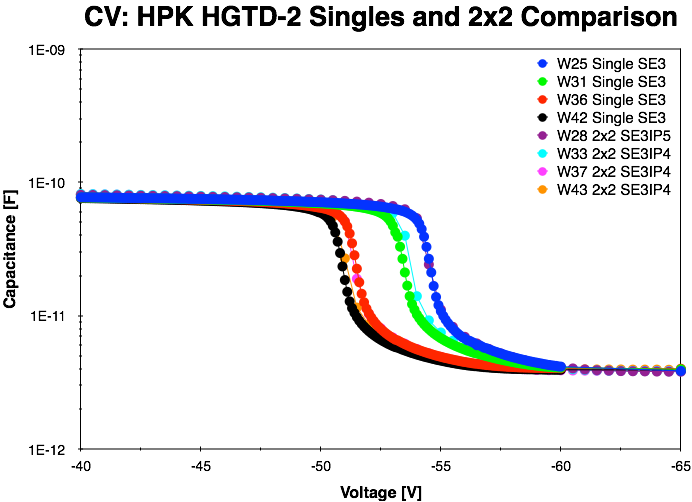 CV: HPK HGTD-2 Singles and 2x2 Comparison
1E-09
1E-10
1E-11
1E-12
Capacitance [F]
W25 Single SE3
W31 Single SE3
W36 Single SE3
W42 Single SE3
W28 2x2 SE3IP5
W33 2x2 SE3IP4
W37 2x2 SE3IP4
W43 2x2 SE3IP4
-40
-45
-50
-55
-60
-65
Voltage [V]